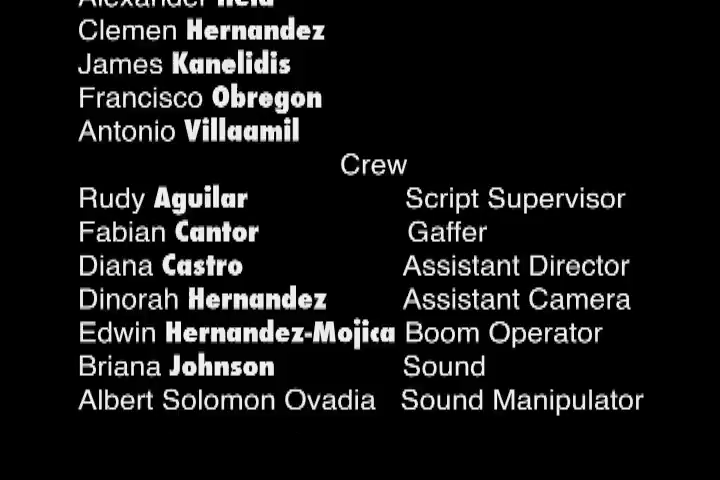 Alexander
Clemen Hernandez
James Kanelidis
Francisco Obregon
Antonio Villaamil
Crew
Rudy Aguilar Script Supervisor
Fabian Cantor Gaffer
Diana Castro Assistant Director
Dinorah Hernandez Assistant Camera
Edwin Hernandez-Mojica Boom Operator
Briana Johnson Sound
Albert Solomon Ovadia Sound Manipulator